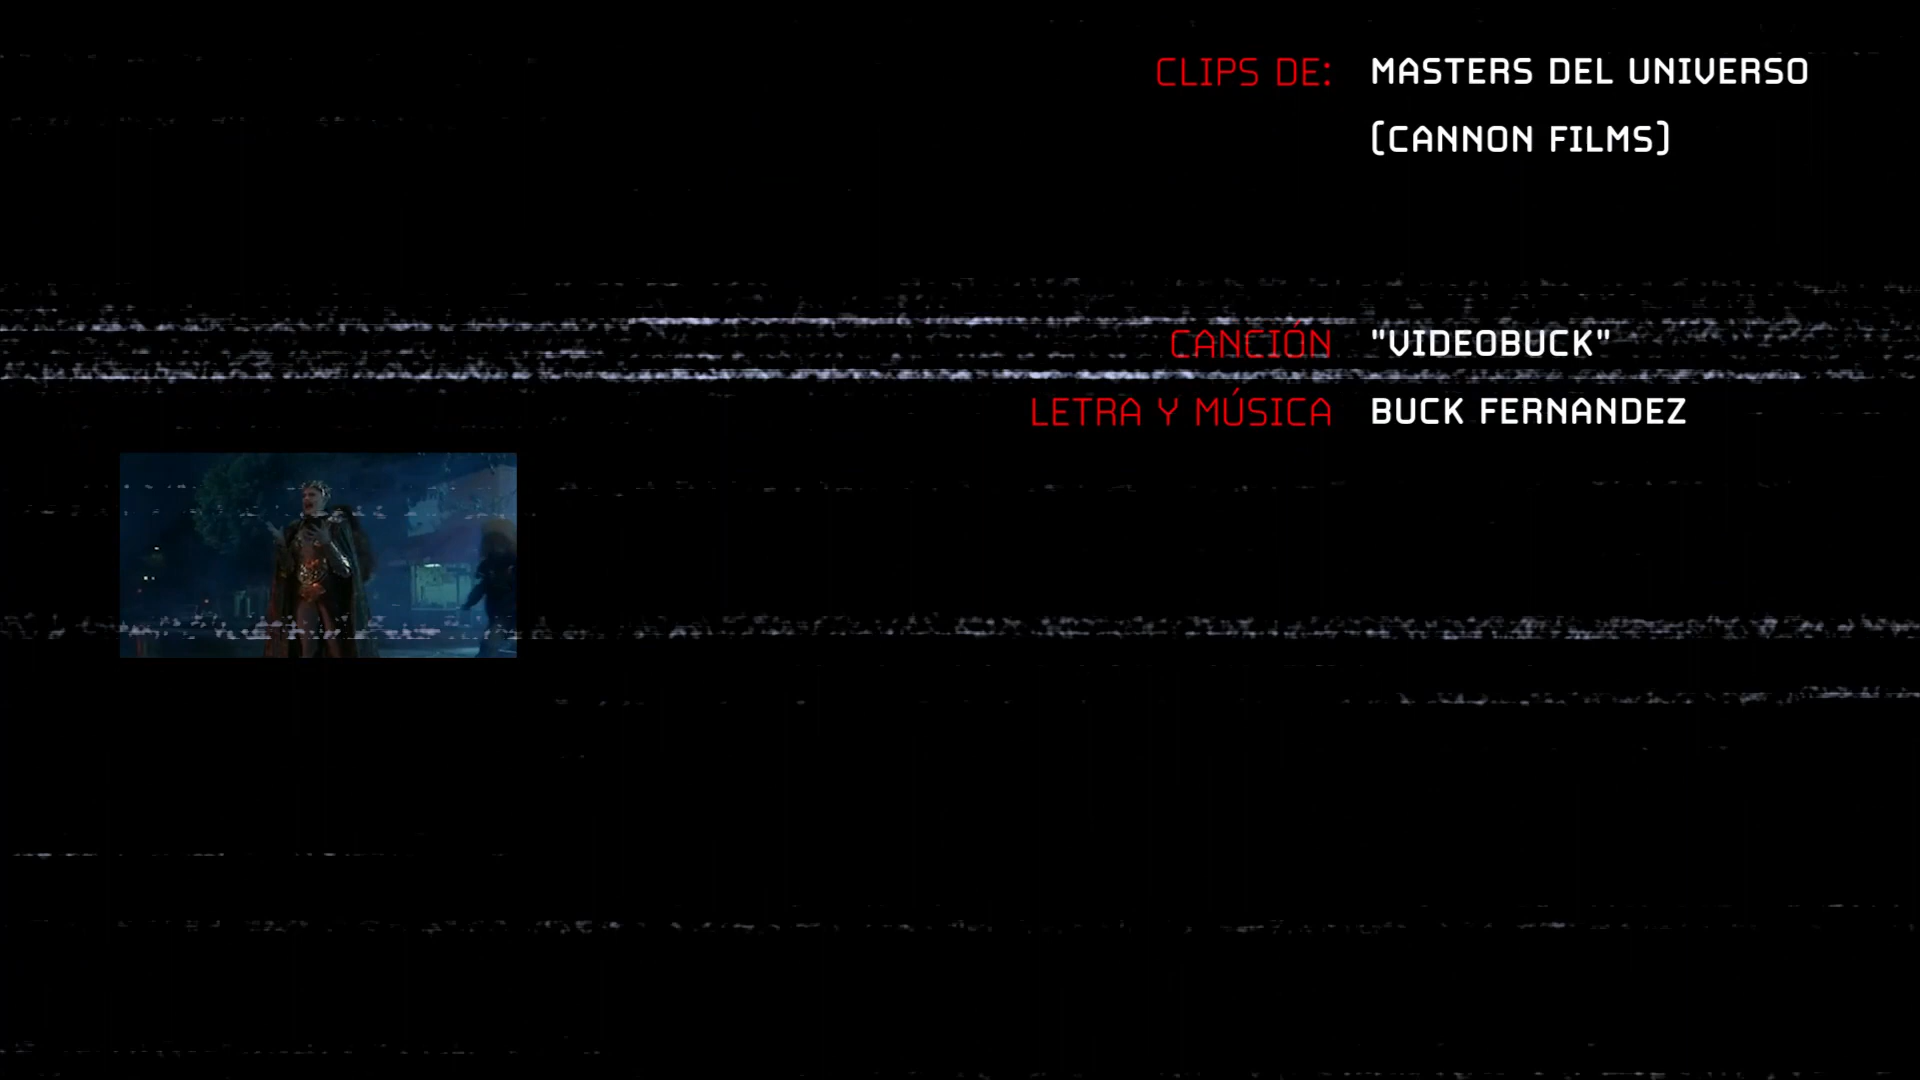 CLIPS DE: MASTERS DEL UNIVERSO
(CANNON FILMS)
CANCIÓN "VIDEOBUCK"
LETRA Y MÚSICA BUCK FERNANDEZ